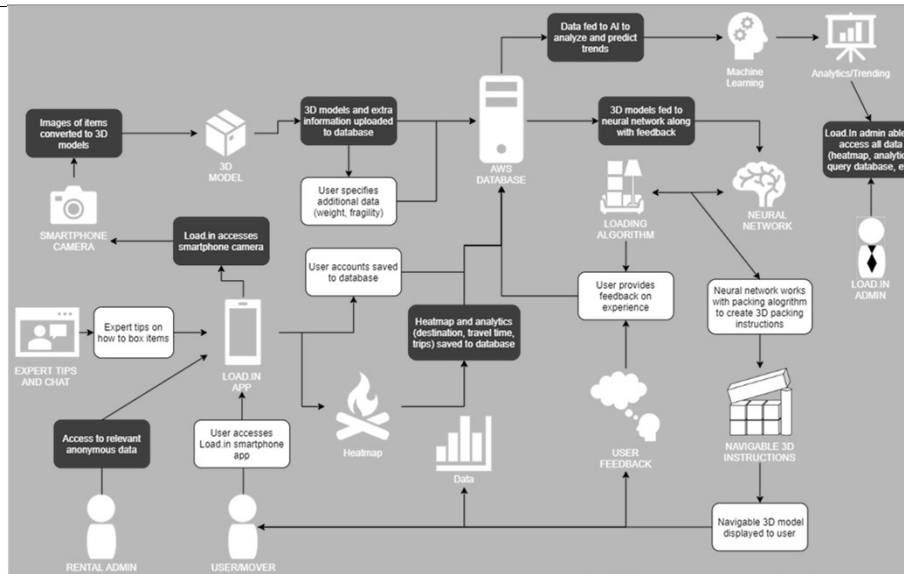 Data fed to AI to
analyze and predict
trends
Machine
Learning
Analytics/Trending
Images of items
converted to 3D
models
3D
MODEL
3D models and extra
information uploaded
to database
AWS
DATABASE
3D models fed to
neural network along
with feedback
Load.In admin able
access all data
(heatmap, analytic
query database, e
User specifies
additional data
(weight, fragility)
SMARTPHONE
CAMERA
Load.in accesses
smartphone camera
LOADING
ALGORITHM
NEURAL
NETWORK
LOAD.IN
ADMIN
User accounts saved
to database
User provides
feedback on
experience
Neural network works
with packing alogrithm
to create 3D packing
instructions
Expert tips on
how to box items
EXPERT TIPS
AND CHAT
LOAD.IN
APP
Heatmap and analytics
(destination, travel time,
trips) saved to database
Heatmap
Access to relevant
anonymous data
User accesses
Load.in smartphone
app
Data
USER
FEEDBACK
NAVIGABLE 3D
INSTRUCTIONS
Navigable 3D model
displayed to user
RENTAL ADMIN
USER/MOVER